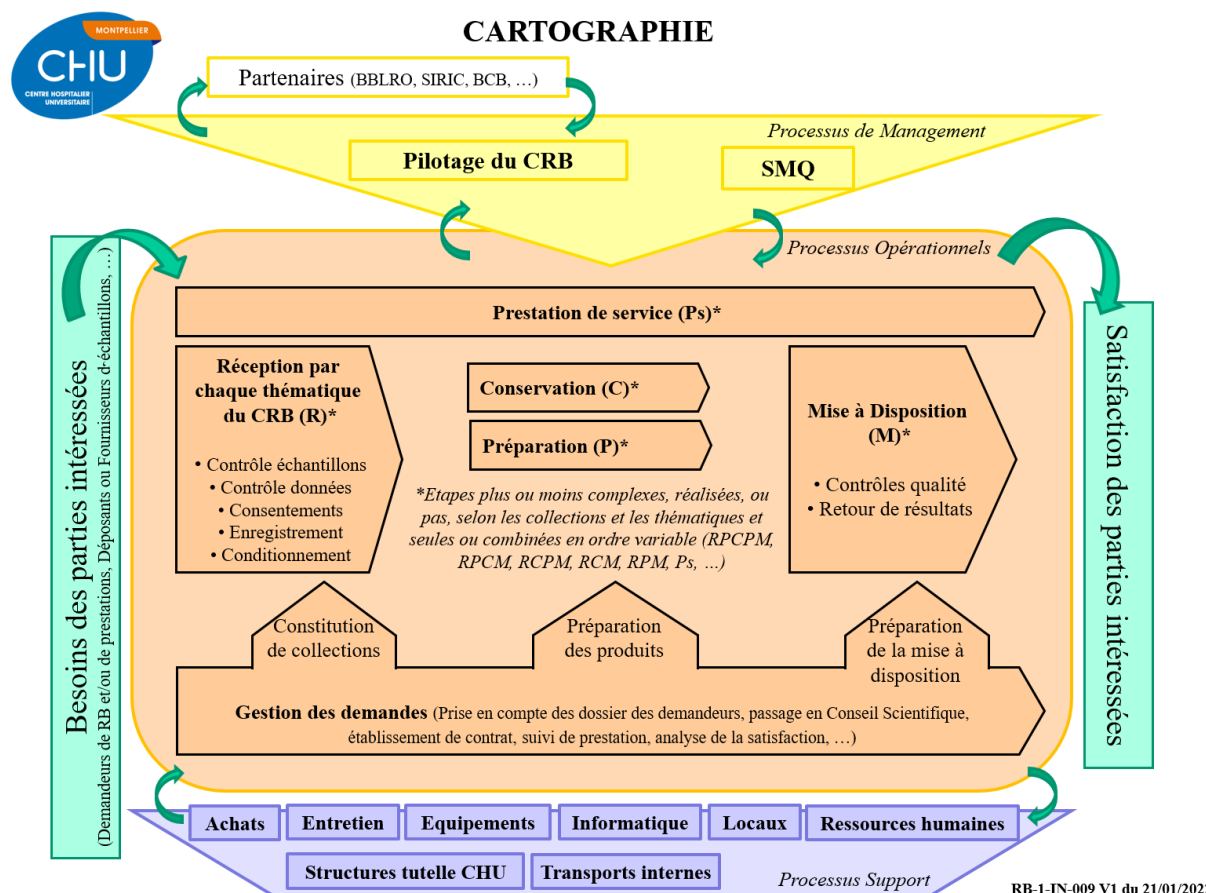 MONTPELLIER
CHU
CENTRE HOSPITALIER
UNIVERSITAIRE
CARTOGRAPHIE
Partenaires (BBLRO, SIRIC, BCB, …)
Processus de Management
Pilotage du CRB
SMQ
Processus Opérationnels
Besoins des parties intéressées
(Demandeurs de RB et/ou de prestations, Déposants ou Fournisseurs d'échantillons, …)
Prestation de service (Ps)*
Réception par
chaque thématique
du CRB (R)*
• Contrôle échantillons
• Contrôle données
• Consentements
• Enregistrement
• Conditionnement
Conservation (C)*
Préparation (P)*
*Etapes plus ou moins complexes, réalisées, ou
pas, selon les collections et les thématiques et
seules ou combinées en ordre variable (RPCPM,
RPCM, RCPM, RCM, RPM, Ps, …)
Mise à Disposition
(M)*
• Contrôles qualité
• Retour de résultats
Satisfaction des parties intéressées
Constitution
de collections
Préparation
des produits
Préparation
de la mise à
disposition
Gestion des demandes (Prise en compte des dossier des demandeurs, passage en Conseil Scientifique,
établissement de contrat, suivi de prestation, analyse de la satisfaction, …)
Achats
Entretien
Equipements
Informatique
Locaux
Ressources humaines
Structures tutelle CHU
Transports internes
Processus Support
RB-1-IN-009 V1 du